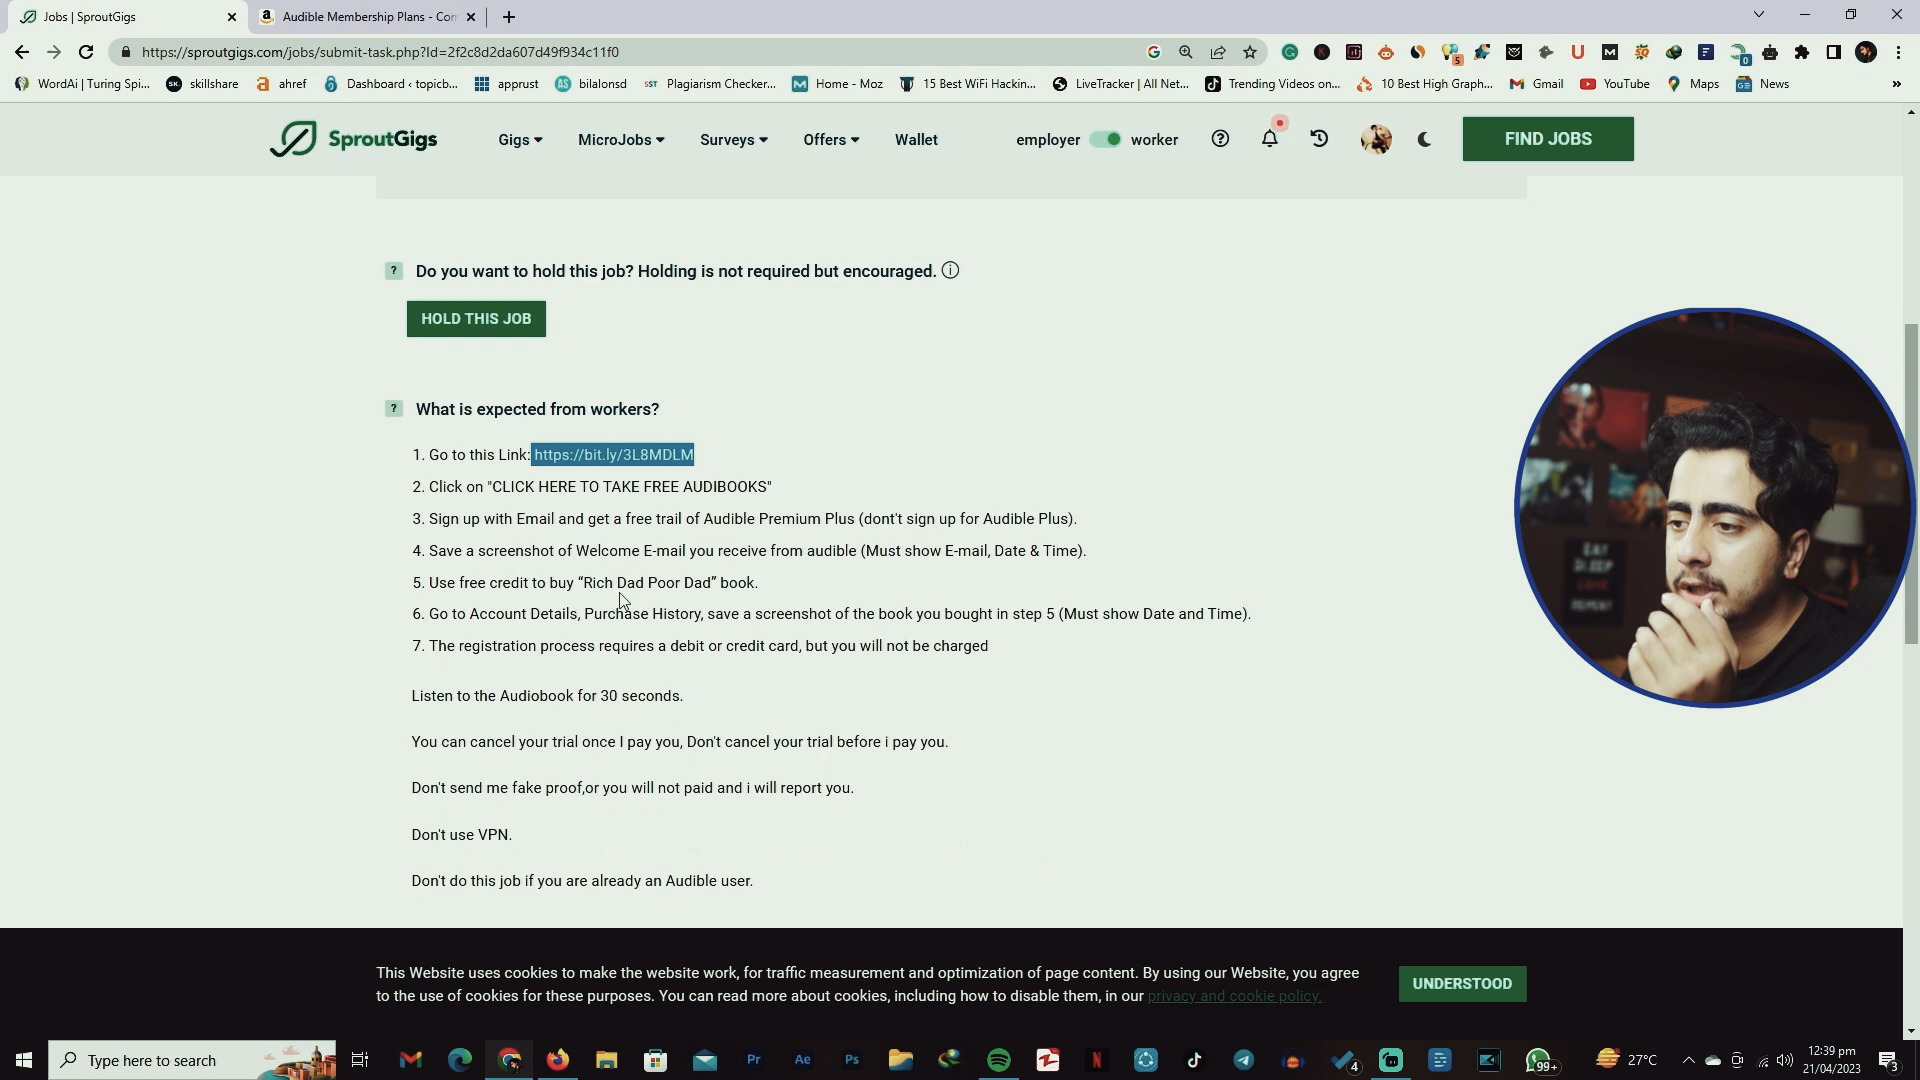 Jobs | SproutGigs
Audible Membership Plans - Con
https://sproutgigs.com/jobs/submit-task.php?Id=2f2c8d2da607d49f934c11f0
WordAi | Turing Spi... skillshare ahref Dashboard ‹ topicb... apprust bilalonsd Plagiarism Checker... Home - Moz 15 Best WiFi Hackin... LiveTracker | All Net... Trending Videos on... 10 Best High Graph... Gmail YouTube Maps News
SproutGigs Gigs MicroJobs Surveys Offers Wallet employer worker FIND JOBS
Do you want to hold this job? Holding is not required but encouraged.
HOLD THIS JOB
What is expected from workers?
1. Go to this Link: https://bit.ly/3L8MDLM
2. Click on "CLICK HERE TO TAKE FREE AUDIBOOKS"
3. Sign up with Email and get a free trail of Audible Premium Plus (don't sign up for Audible Plus).
4. Save a screenshot of Welcome E-mail you receive from audible (Must show E-mail, Date & Time).
5. Use free credit to buy “Rich Dad Poor Dad” book.
6. Go to Account Details, Purchase History, save a screenshot of the book you bought in step 5 (Must show Date and Time).
7. The registration process requires a debit or credit card, but you will not be charged
Listen to the Audiobook for 30 seconds.
You can cancel your trial once I pay you, Don't cancel your trial before i pay you.
Don't send me fake proof,or you will not paid and i will report you.
Don't use VPN.
Don't do this job if you are already an Audible user.
This Website uses cookies to make the website work, for traffic measurement and optimization of page content. By using our Website, you agree
to the use of cookies for these purposes. You can read more about cookies, including how to disable them, in our privacy and cookie policy.
UNDERSTOOD
Type here to search
27°C
12:39 pm
21/04/2023